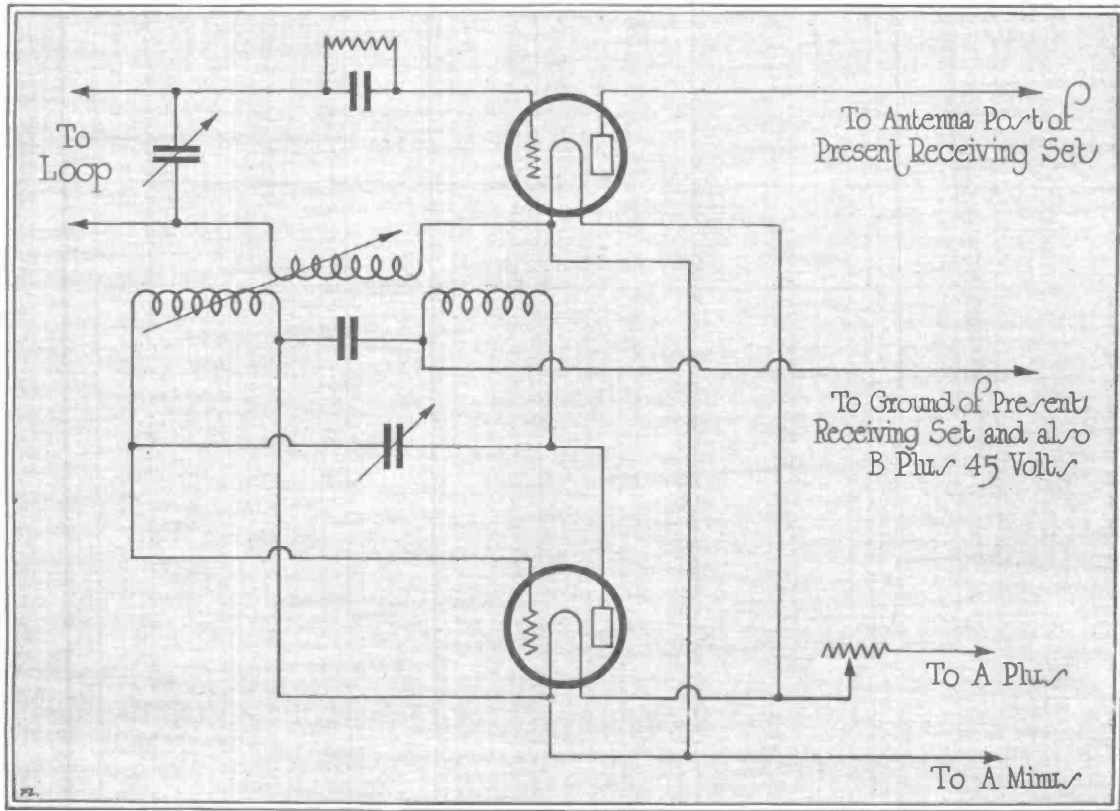 To
Loop
To Antenna Post of
Present Receiving Set
To Ground of Present
Receiving Set and also
B Plus 45 Volts
To A Plus
To A Minus